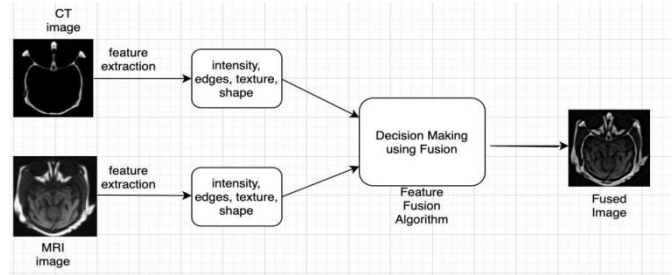 CT
image
feature
extraction
intensity,
edges, texture,
shape
Decision Making
using Fusion
Feature
Fusion
Algorithm
Fused
Image
feature
extraction
intensity,
edges, texture,
shape
MRI
image